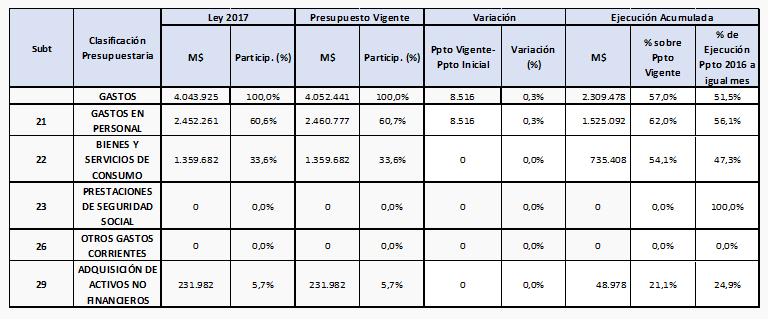 Subt Clasificación Presupuestaria Ley 2017 Presupuesto Vigente Variación Ejecución Acumulada
M$ Particip. (%) M$ Particip. (%) Ppto Vigente- Ppto Inicial Variación (%) M$ % sobre Ppto Vigente % de Ejecución Ppto 2016 a igual mes
GASTOS 4.043.925 100,0% 4.052.441 100,0% 8.516 0,3% 2.309.478 57,0% 51,5%
21 GASTOS EN PERSONAL 2.452.261 60,6% 2.460.777 60,7% 8.516 0,3% 1.525.092 62,0% 56,1%
22 BIENES Y SERVICIOS DE CONSUMO 1.359.682 33,6% 1.359.682 33,6% 0 0,0% 735.408 54,1% 47,3%
23 PRESTACIONES DE SEGURIDAD SOCIAL 0 0,0% 0 0,0% 0 0,0% 0 0,0% 100,0%
26 OTROS GASTOS CORRIENTES 0 0,0% 0 0,0% 0 0,0% 0 0,0% 0,0%
29 ADQUISICIÓN DE ACTIVOS NO FINANCIEROS 231.982 5,7% 231.982 5,7% 0 0,0% 48.978 21,1% 24,9%